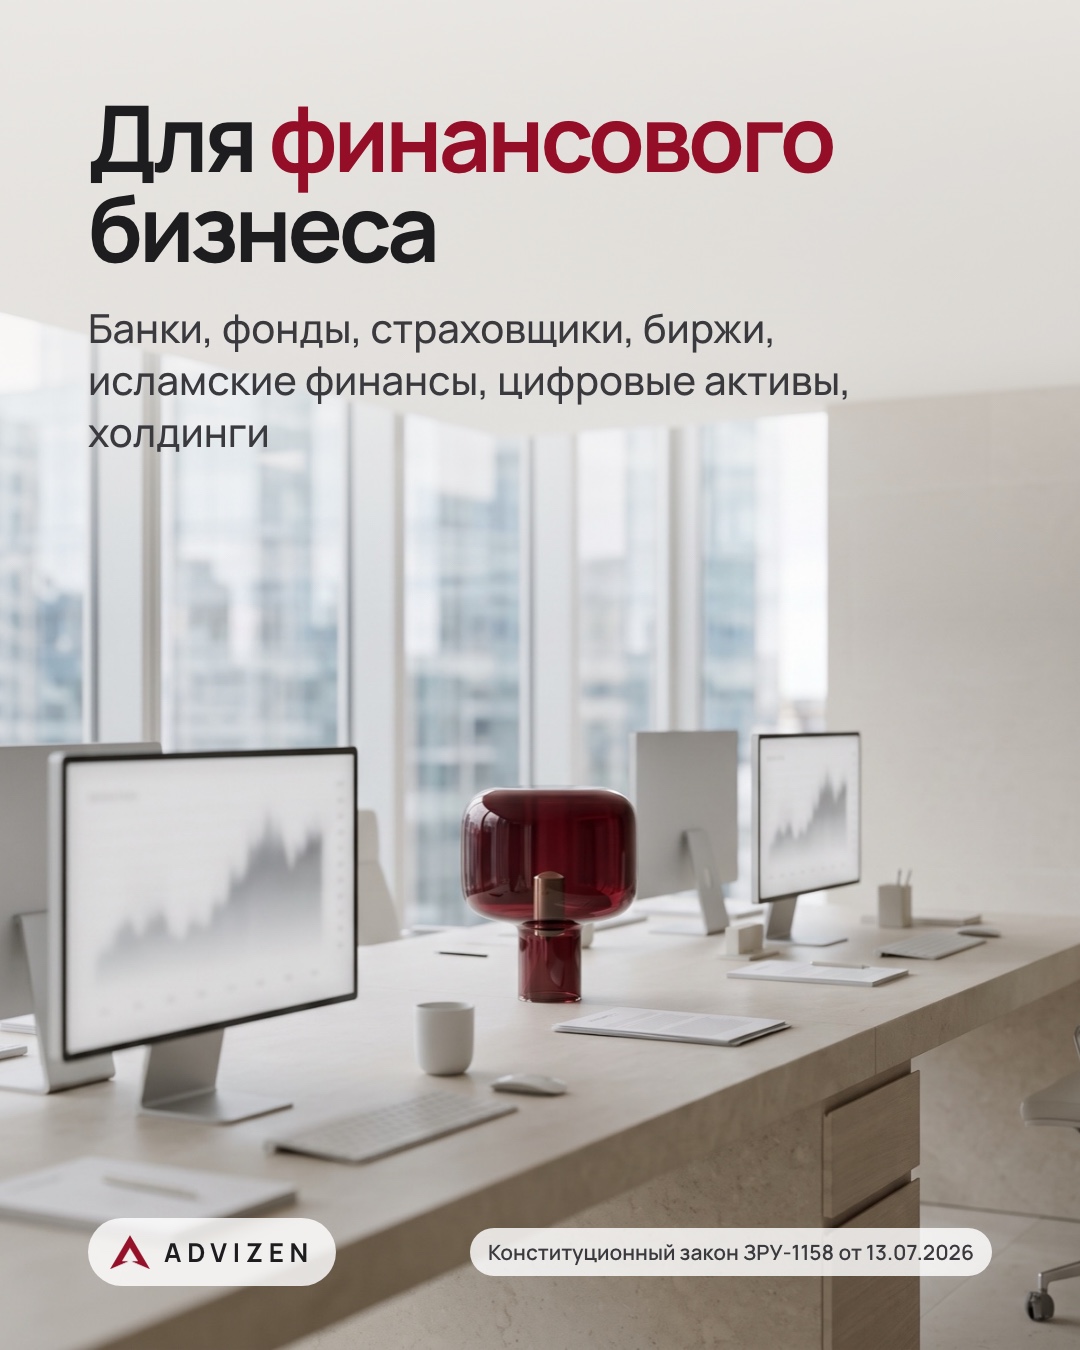 Для финансового
бизнеса
Банки, фонды, страховщики, биржи,
исламские финансы, цифровые активы,
холдинги
ADVIZEN
Конституционный закон ЗРУ-1158 от 13.07.2026